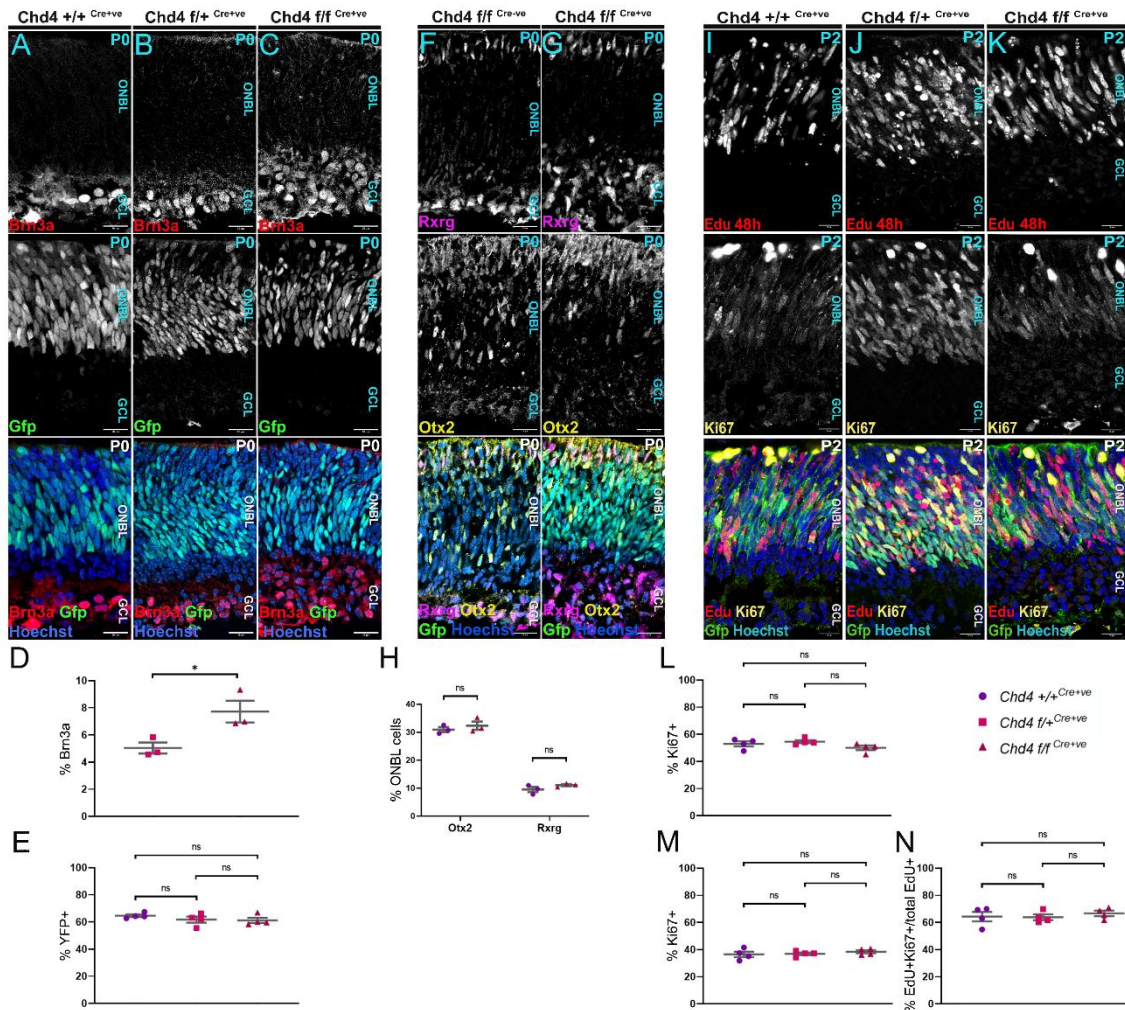 Chd4 +/+ Cre+ve Chd4 f/+ Cre+ve Chd4 f/f Cre+ve
A P0 B P0 C P0
ONBL ONBL ONBL
GCL GCL GCL
Brn3a Brn3a Brn3a
P0 P0 P0
ONBL ONBL ONBL
GCL GCL GCL
Gfp Gfp Gfp
P0 P0 P0
ONBL ONBL ONBL
GCL GCL GCL
Brn3a Gfp Brn3a Gfp Brn3a Gfp
Hoechst Hoechst Hoechst
Chd4 f/f Cre-ve Chd4 f/f Cre+ve
F P0 G P0
ONBL ONBL
GCL GCL
Rxrg Rxrg
P0 P0
ONBL ONBL
GCL GCL
Otx2 Otx2
P0 P0
ONBL ONBL
GCL GCL
Rxrg Otx2 Rxrg Otx2
Gfp Hoechst Gfp Hoechst
Chd4 +/+ Cre+ve Chd4 f/+ Cre+ve Chd4 f/f Cre+ve
I P2 J P2 K P2
ONBL ONBL ONBL
GCL GCL GCL
Edu 48h Edu 48h Edu 48h
P2 P2 P2
ONBL ONBL ONBL
GCL GCL GCL
Ki67 Ki67 Ki67
P2 P2 P2
ONBL ONBL ONBL
GCL GCL GCL
Edu Ki67 Edu Ki67 Edu Ki67
Gfp Hoechst Gfp Hoechst Gfp Hoechst
D
% Brn3a
10
8
6
4
2
0
*
E
% YFP+
100
80
60
40
20
0
ns
ns ns
H
% ONBL cells
30
20
10
0
ns
ns
Otx2 Rxrg
L
% Ki67+
100
80
60
40
20
0
ns
ns
ns
Chd4 +/+ Cre+ve
Chd4 f/+ Cre+ve
Chd4 f/f Cre+ve
M
% Ki67+
100
80
60
40
20
0
ns
ns
ns
N
% EdU+Ki67+/total EdU+
100
80
60
40
20
0
ns
ns
ns